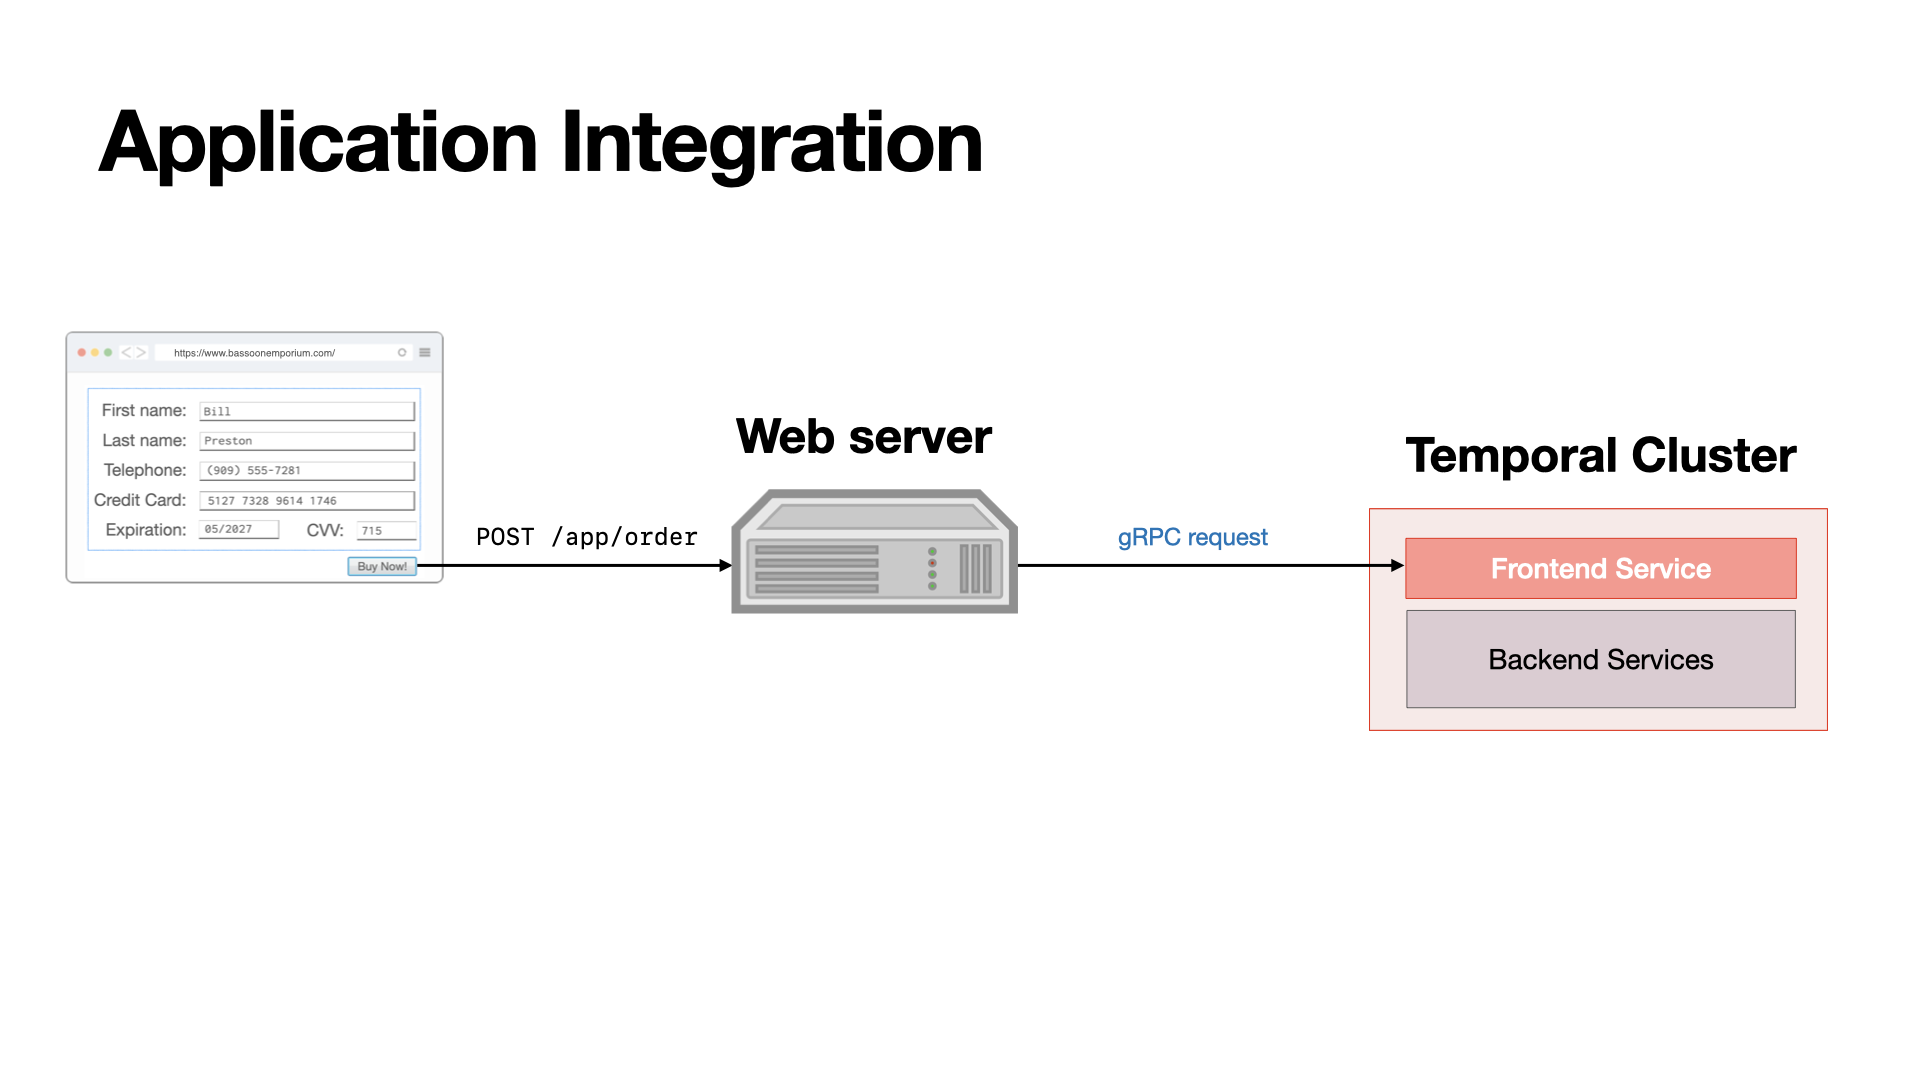 Application Integration
https://www.bassoonemporium.com/
First name: Bill
Last name: Preston
Telephone: (909) 555-7281
Credit Card: 5127 7328 9614 1746
Expiration: 05/2027 CVV: 715
Buy Now!
POST /app/order
Web server
gRPC request
Temporal Cluster
Frontend Service
Backend Services